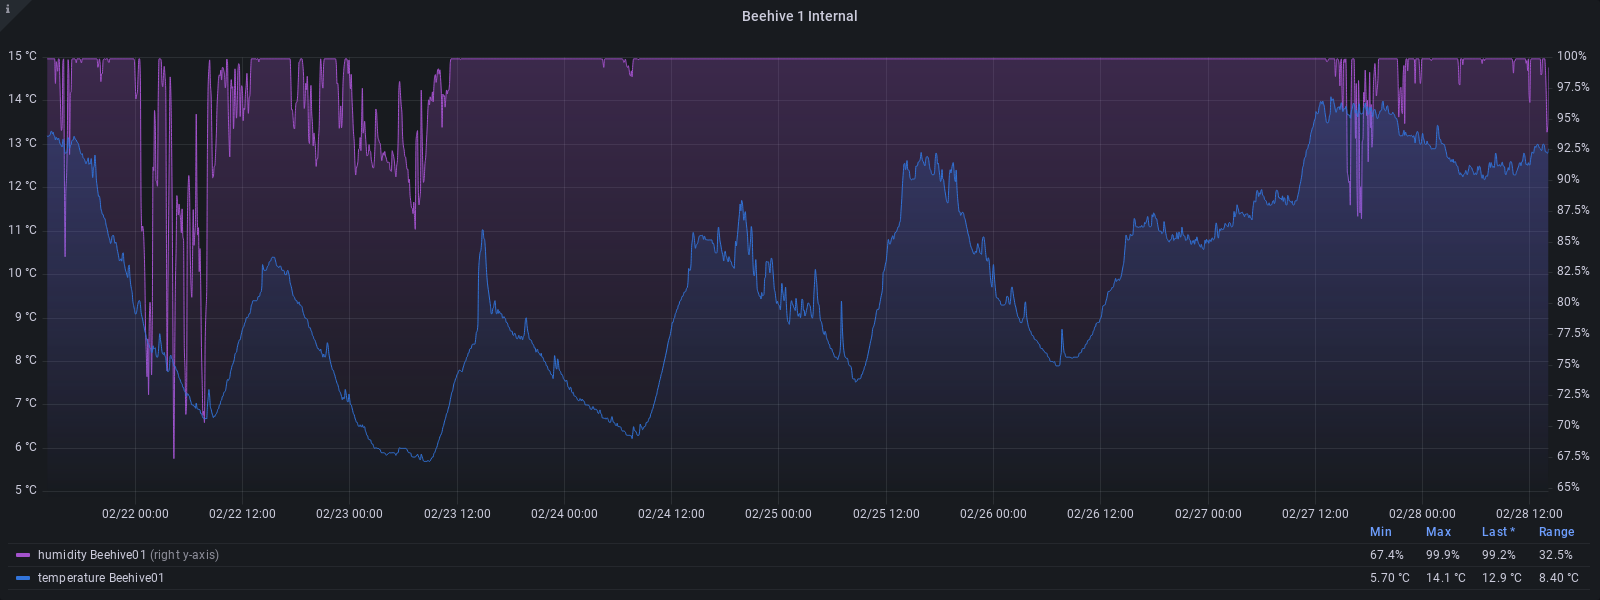 i
Beehive 1 Internal
15 °C 100%
14 °C 97.5%
13 °C 95%
12 °C 92.5%
11 °C 90%
10 °C 87.5%
9 °C 85%
8 °C 82.5%
7 °C 80%
6 °C 77.5%
5 °C 75%
72.5%
70%
67.5%
65%
02/22 00:00 02/22 12:00 02/23 00:00 02/23 12:00 02/24 00:00 02/24 12:00 02/25 00:00 02/25 12:00 02/26 00:00 02/26 12:00 02/27 00:00 02/27 12:00 02/28 00:00 02/28 12:00
Min Max Last * Range
humidity Beehive01 (right y-axis) 67.4% 99.9% 99.2% 32.5%
temperature Beehive01 5.70 °C 14.1 °C 12.9 °C 8.40 °C